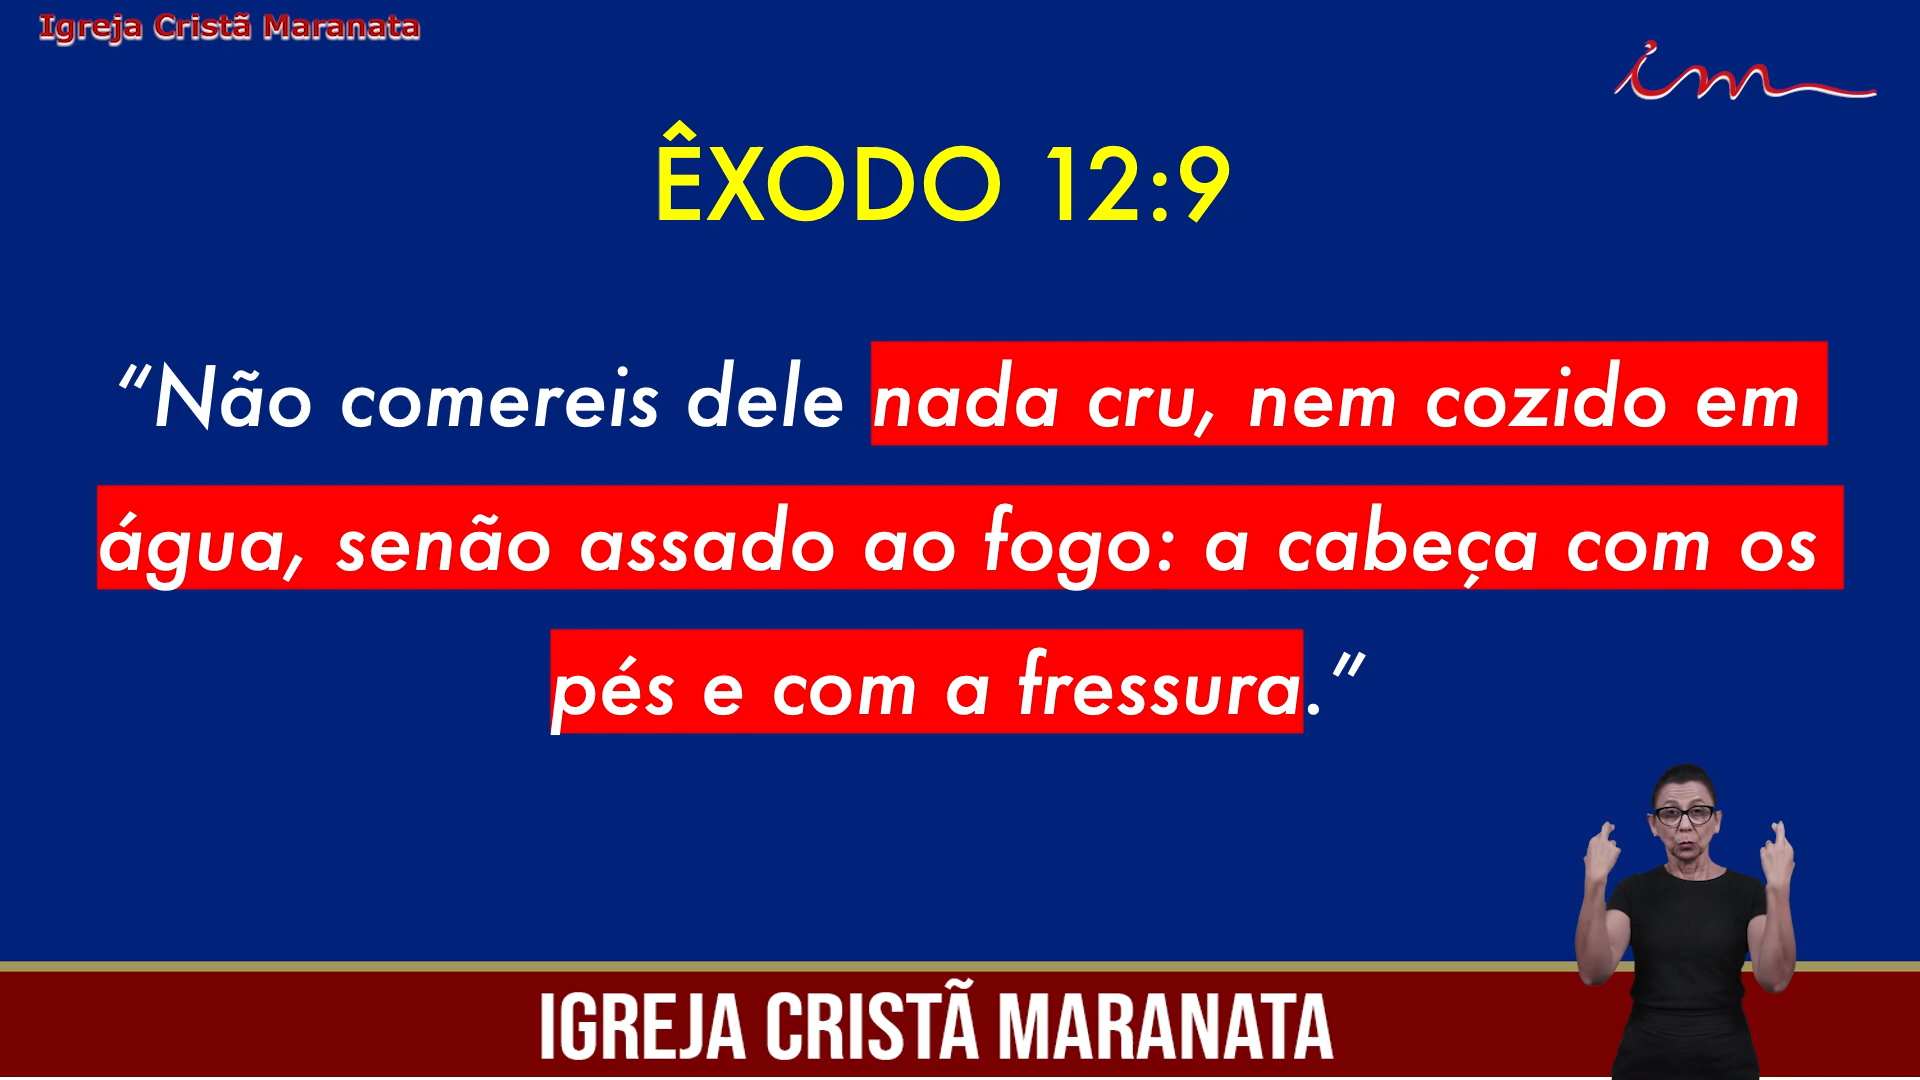 Igreja Cristã Maranata
im
ÊXODO 12:9
“Não comereis dele nada cru, nem cozido em
água, senão assado ao fogo: a cabeça com os
pés e com a fressura.”
IGREJA CRISTÃ MARANATA